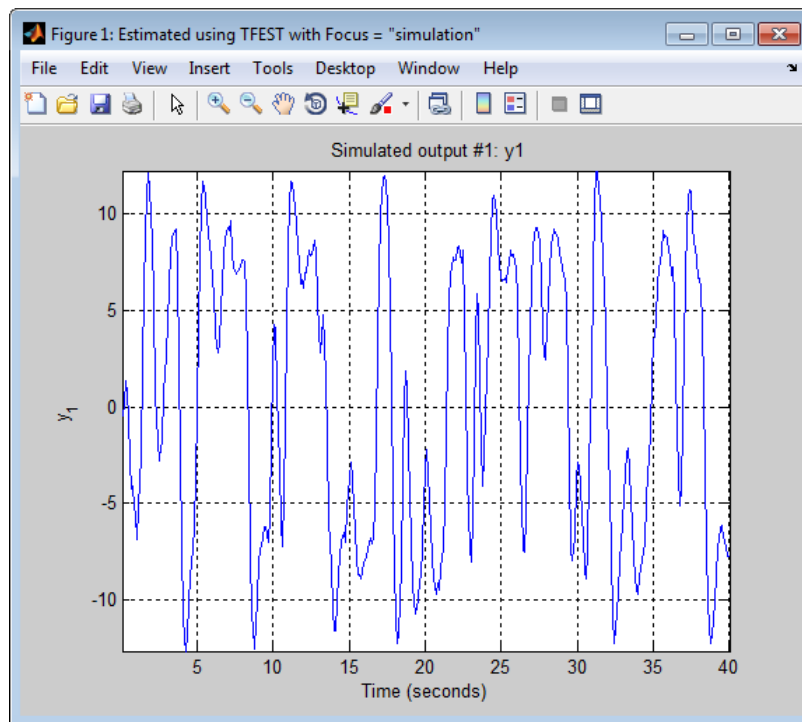 Figure 1: Estimated using TFEST with Focus = "simulation"
File Edit View Insert Tools Desktop Window Help
Simulated output #1: y1
10
5
0
-5
-10
y1
5 10 15 20 25 30 35 40
Time (seconds)